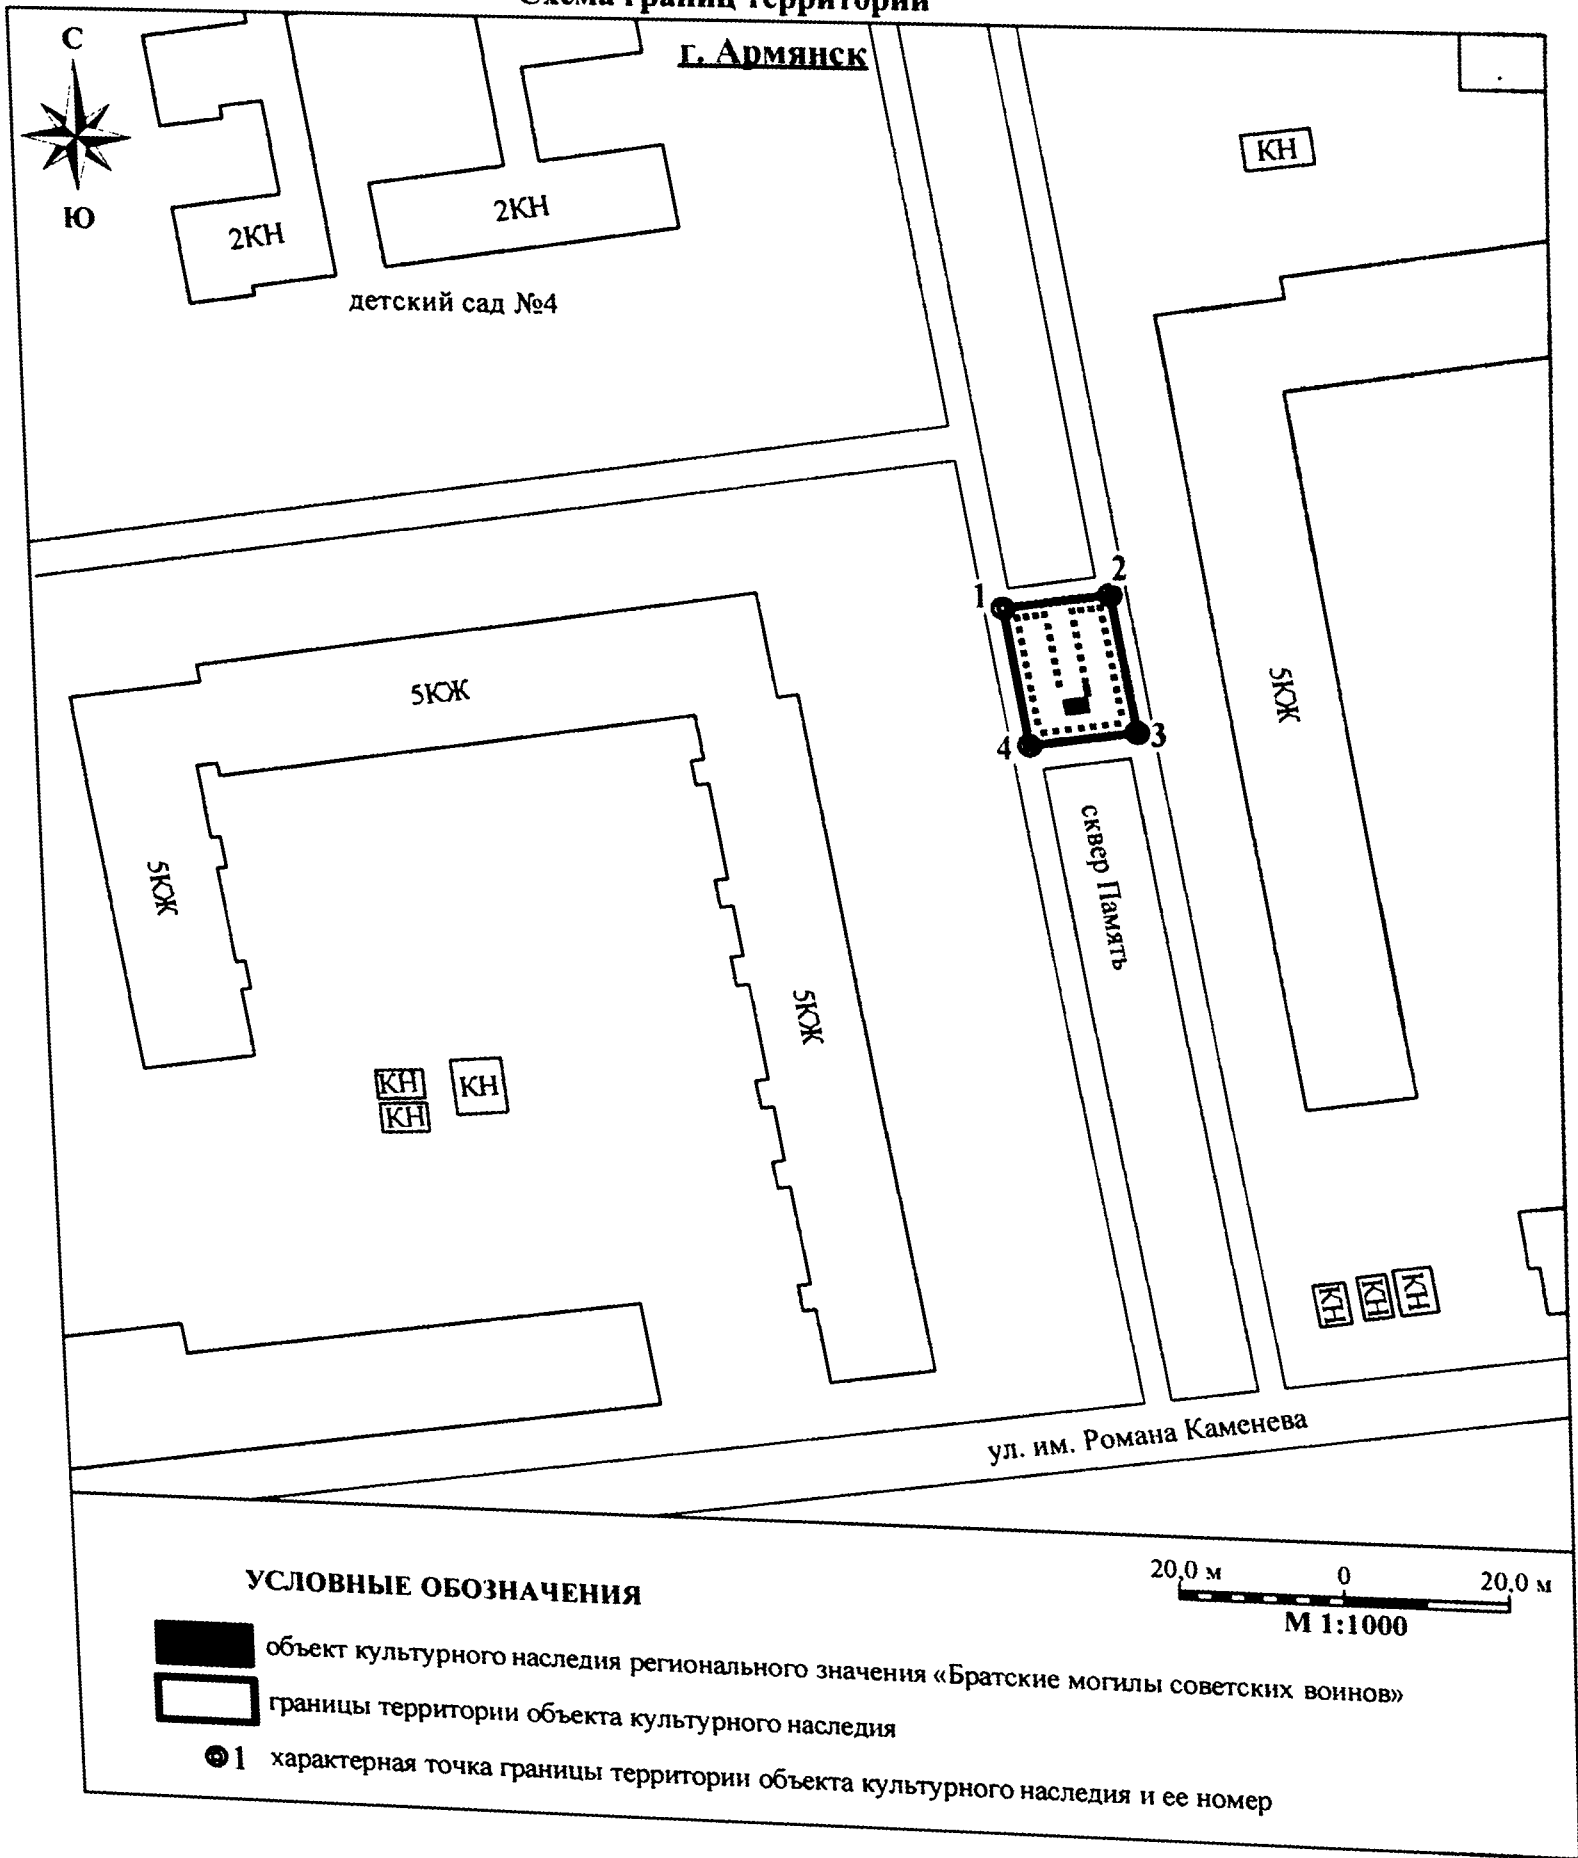 Схема границ территории
г. Армянск
С
Ю
КН
2КН
2КН
детский сад №4
1
2
3
4
5КЖ
5КЖ
5КЖ
5КЖ
сквер Память
КН
КН
КН
КН
КН
КН
ул. им. Романа Каменева
УСЛОВНЫЕ ОБОЗНАЧЕНИЯ
20,0 м 0 20,0 м
М 1:1000
объект культурного наследия регионального значения «Братские могилы советских воинов»
границы территории объекта культурного наследия
1 характерная точка границы территории объекта культурного наследия и ее номер